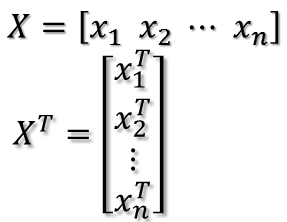 X = [x₁ x₂ ⋯ xₙ]
Xᵀ = [x₁ᵀ
x₂ᵀ
⋮
xₙᵀ]